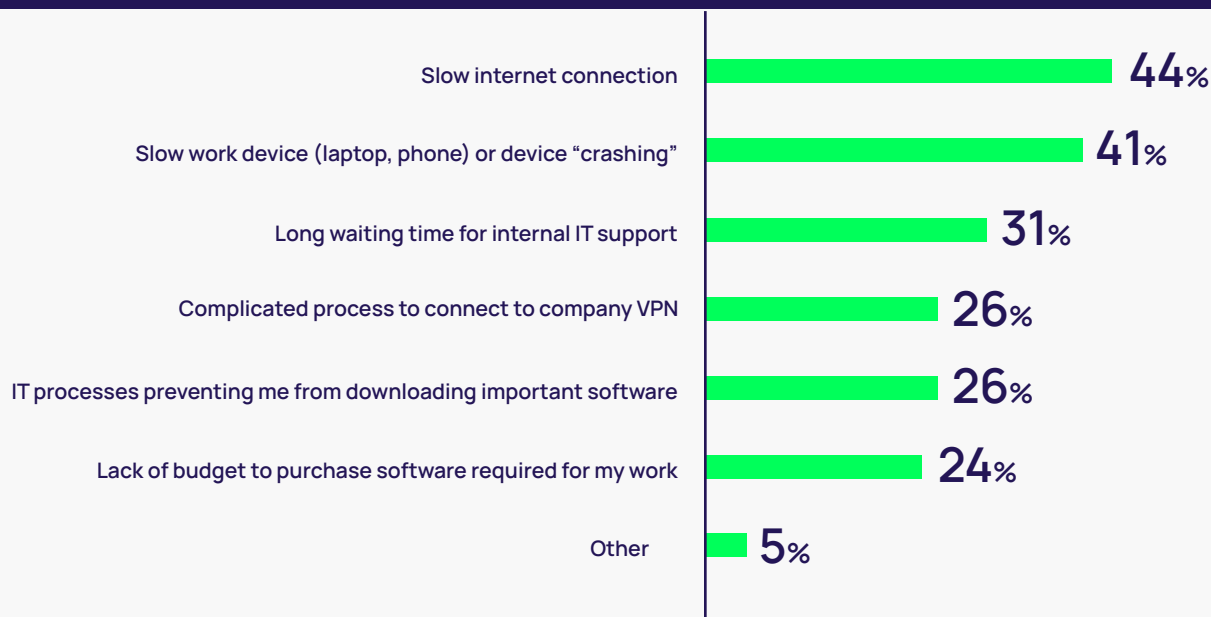 Slow internet connection 44%
Slow work device (laptop, phone) or device “crashing” 41%
Long waiting time for internal IT support 31%
Complicated process to connect to company VPN 26%
IT processes preventing me from downloading important software 26%
Lack of budget to purchase software required for my work 24%
Other 5%